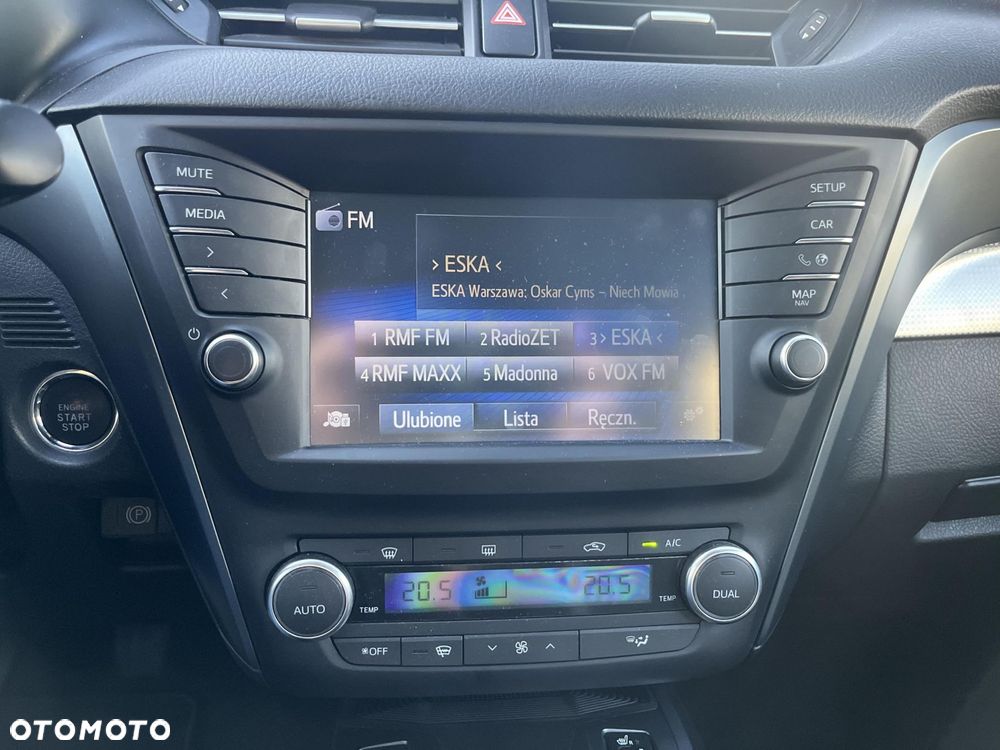 MUTE
MEDIA
>
<
SETUP
CAR
MAP
NAV
FM
> ESKA <
ESKA Warszawa: Oskar Cyms – Niech Mowia
1 RMF FM
2 RadioZET
3 > ESKA <
4 RMF MAXX
5 Madonna
6 VOX FM
Ulubione
Lista
Ręczn.
ENGINE
START
STOP
A/C
AUTO
TEMP
20.5
20.5
TEMP
DUAL
OFF
OTOMOTO